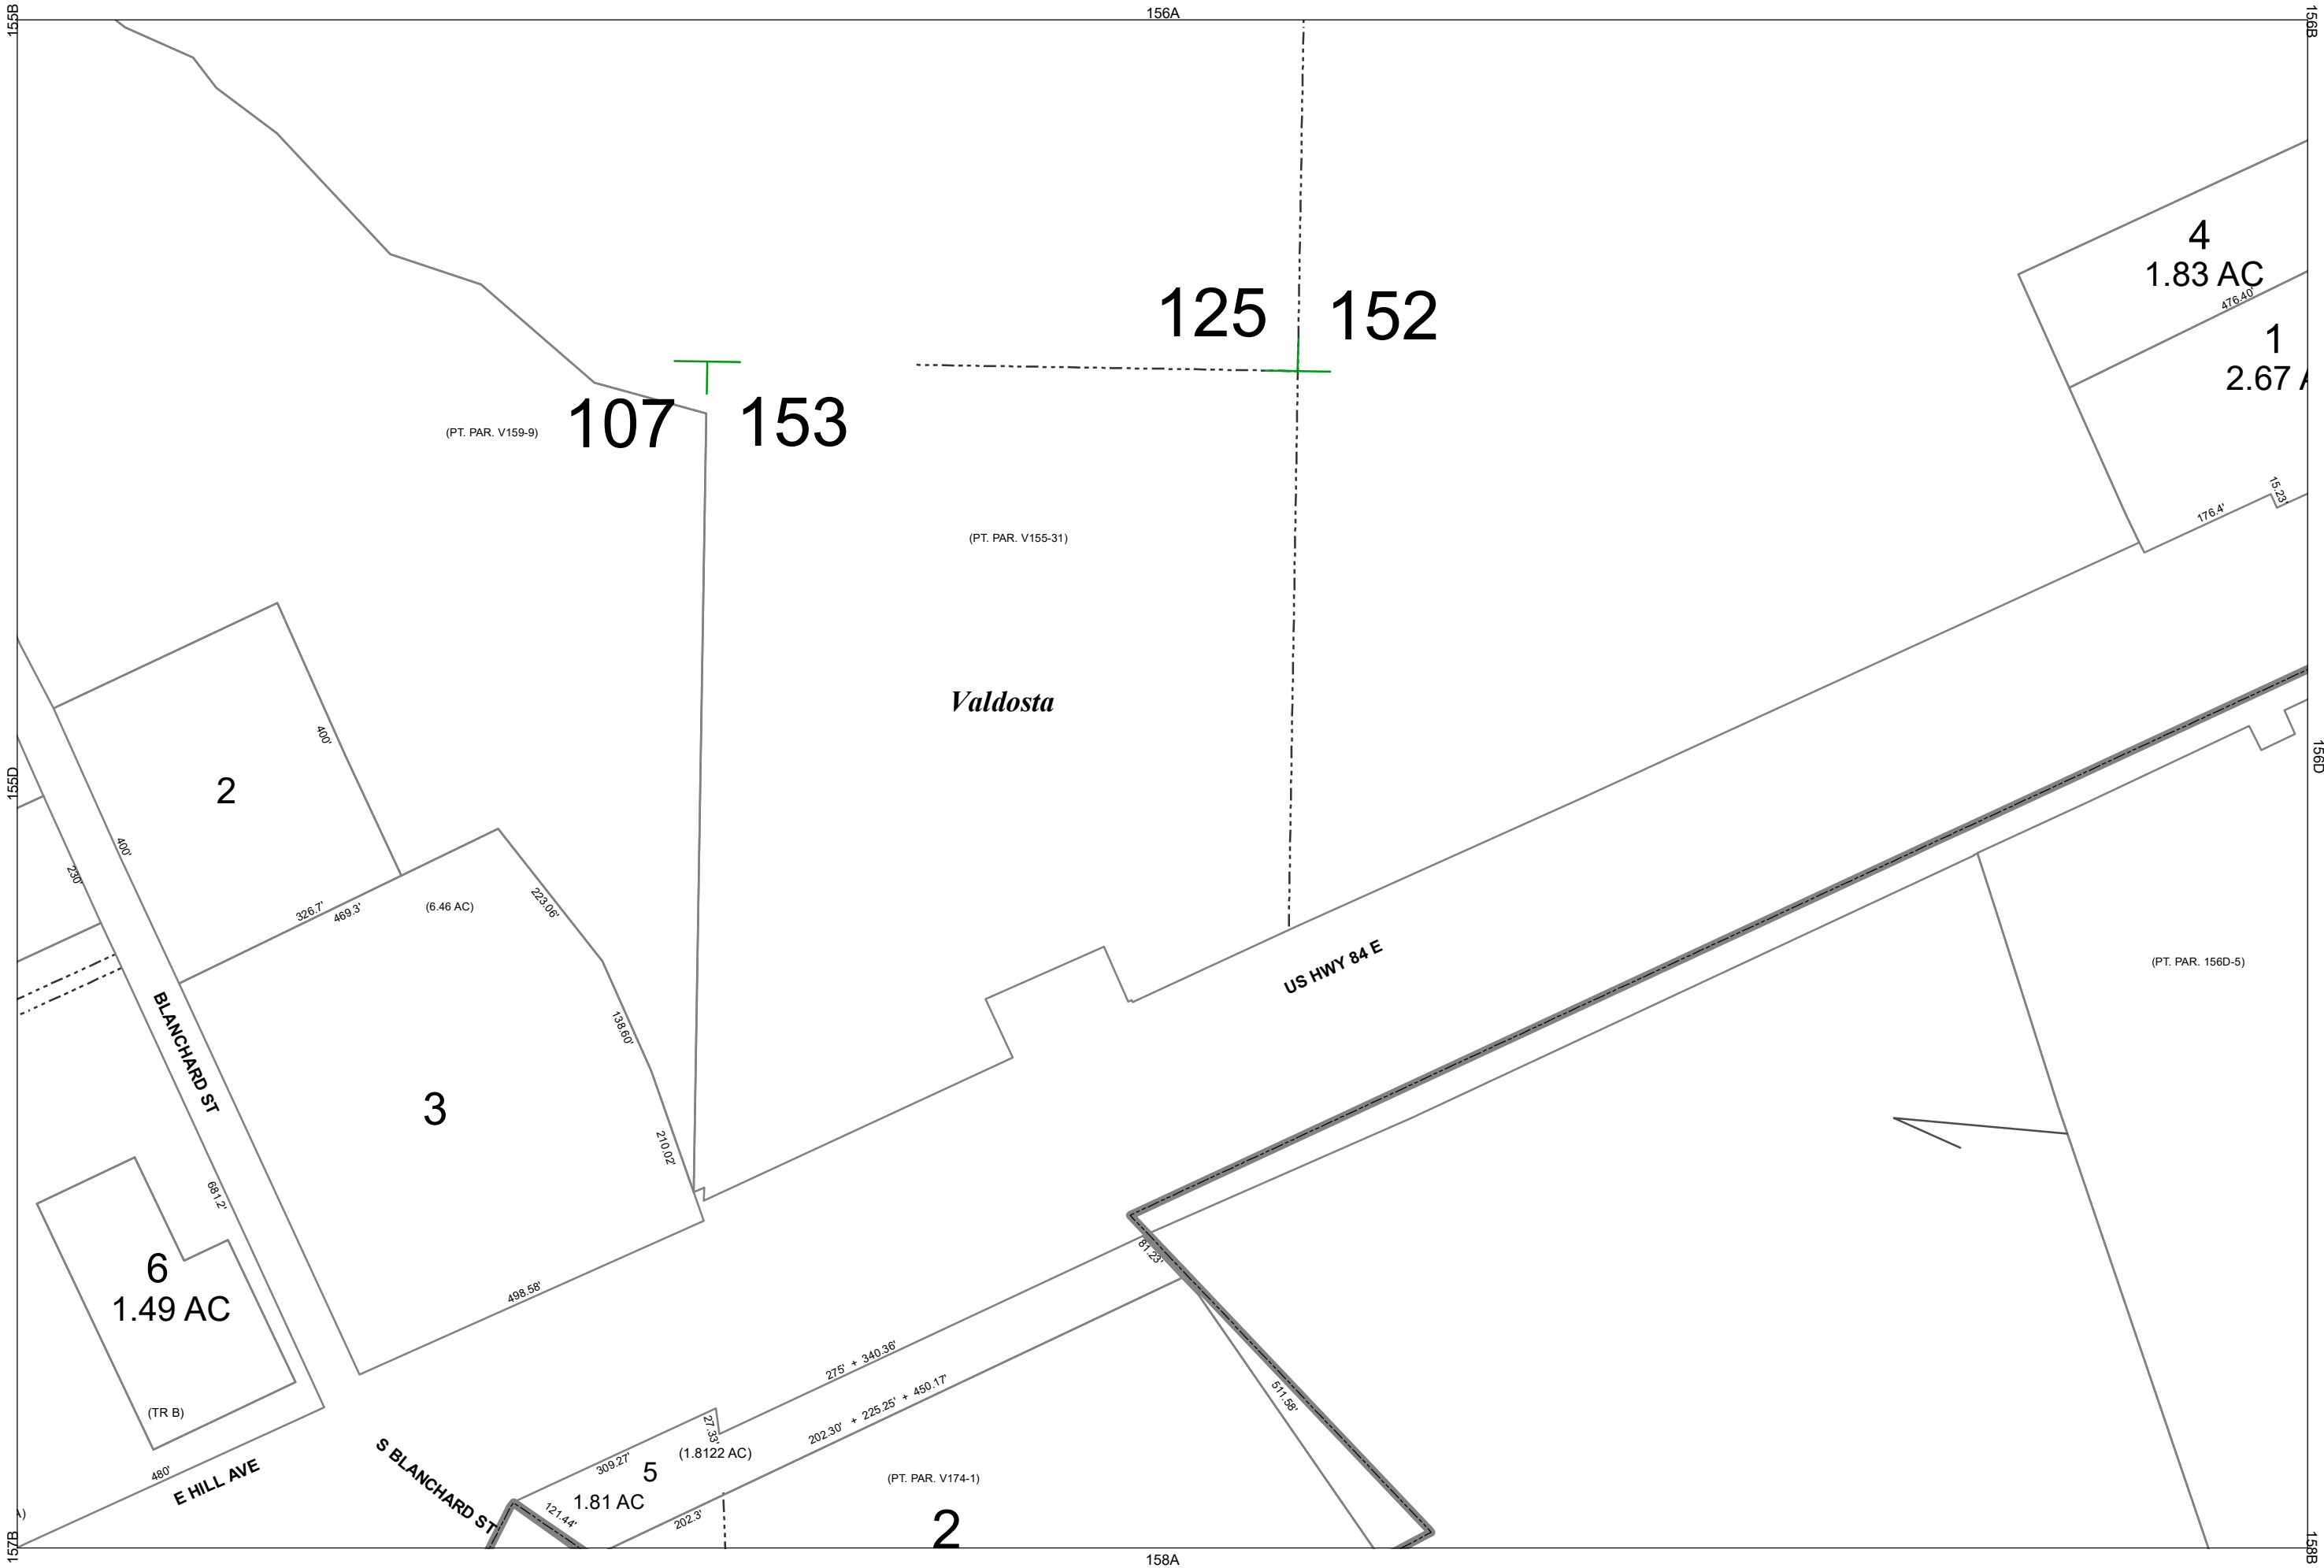 155B
156A
156B
4
1.83 AC
476.40'
125
152
1
2.67 A
107
153
(PT. PAR. V159-9)
15.23'
176.4'
(PT. PAR. V155-31)
Valdosta
400'
155D
156D
2
400'
230'
326.7'
469.3'
(6.46 AC)
223.06'
US HWY 84 E
(PT. PAR. 156D-5)
BLANCHARD ST
138.60'
3
210.02'
681.2'
6
1.49 AC
81.23'
498.58'
275' + 340.36'
202.30' + 225.25' + 450.17'
511.58'
(TR B)
27.33'
(1.8122 AC)
309.27'
5
1.81 AC
480'
E HILL AVE
S BLANCHARD ST
121.44'
202.3'
(PT. PAR. V174-1)
2
157B
158A
158B